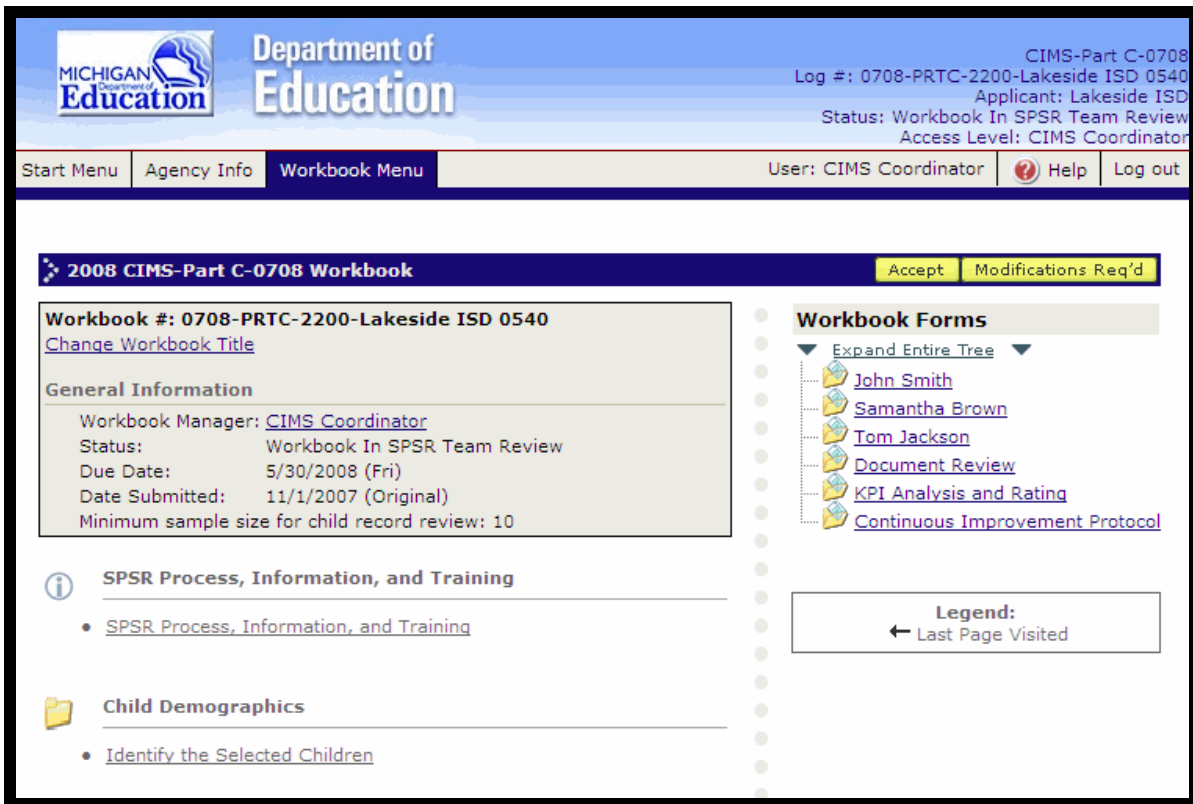 MICHIGAN
Department of
Education
Department of
Education
CIMS-Part C-0708
Log #: 0708-PRTC-2200-Lakeside ISD 0540
Applicant: Lakeside ISD
Status: Workbook In SPSR Team Review
Access Level: CIMS Coordinator
Start Menu Agency Info Workbook Menu User: CIMS Coordinator ? Help Log out
2008 CIMS-Part C-0708 Workbook Accept Modifications Req'd
Workbook #: 0708-PRTC-2200-Lakeside ISD 0540
Change Workbook Title
General Information
Workbook Manager: CIMS Coordinator
Status: Workbook In SPSR Team Review
Due Date: 5/30/2008 (Fri)
Date Submitted: 11/1/2007 (Original)
Minimum sample size for child record review: 10
SPSR Process, Information, and Training
• SPSR Process, Information, and Training
Child Demographics
• Identify the Selected Children
Workbook Forms
Expand Entire Tree
John Smith
Samantha Brown
Tom Jackson
Document Review
KPI Analysis and Rating
Continuous Improvement Protocol
Legend:
← Last Page Visited